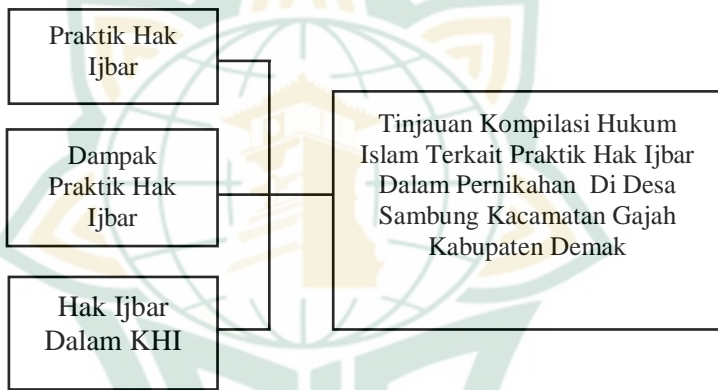 Praktik Hak
Ijbar
Dampak
Praktik Hak
Ijbar
Hak Ijbar
Dalam KHI
Tinjauan Kompilasi Hukum
Islam Terkait Praktik Hak Ijbar
Dalam Pernikahan Di Desa
Sambung Kacamatan Gajah
Kabupaten Demak